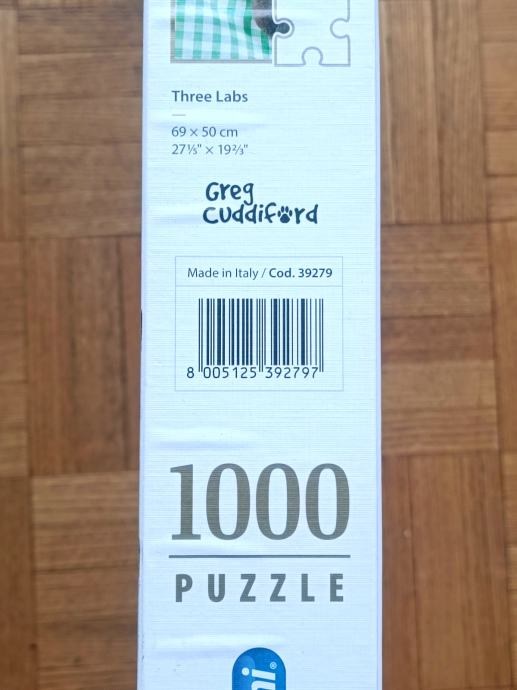 Three Labs
69 × 50 cm
27⅕" × 19⅔"
Greg
Cuddiford
Made in Italy / Cod. 39279
8 005125 392797
1000
PUZZLE